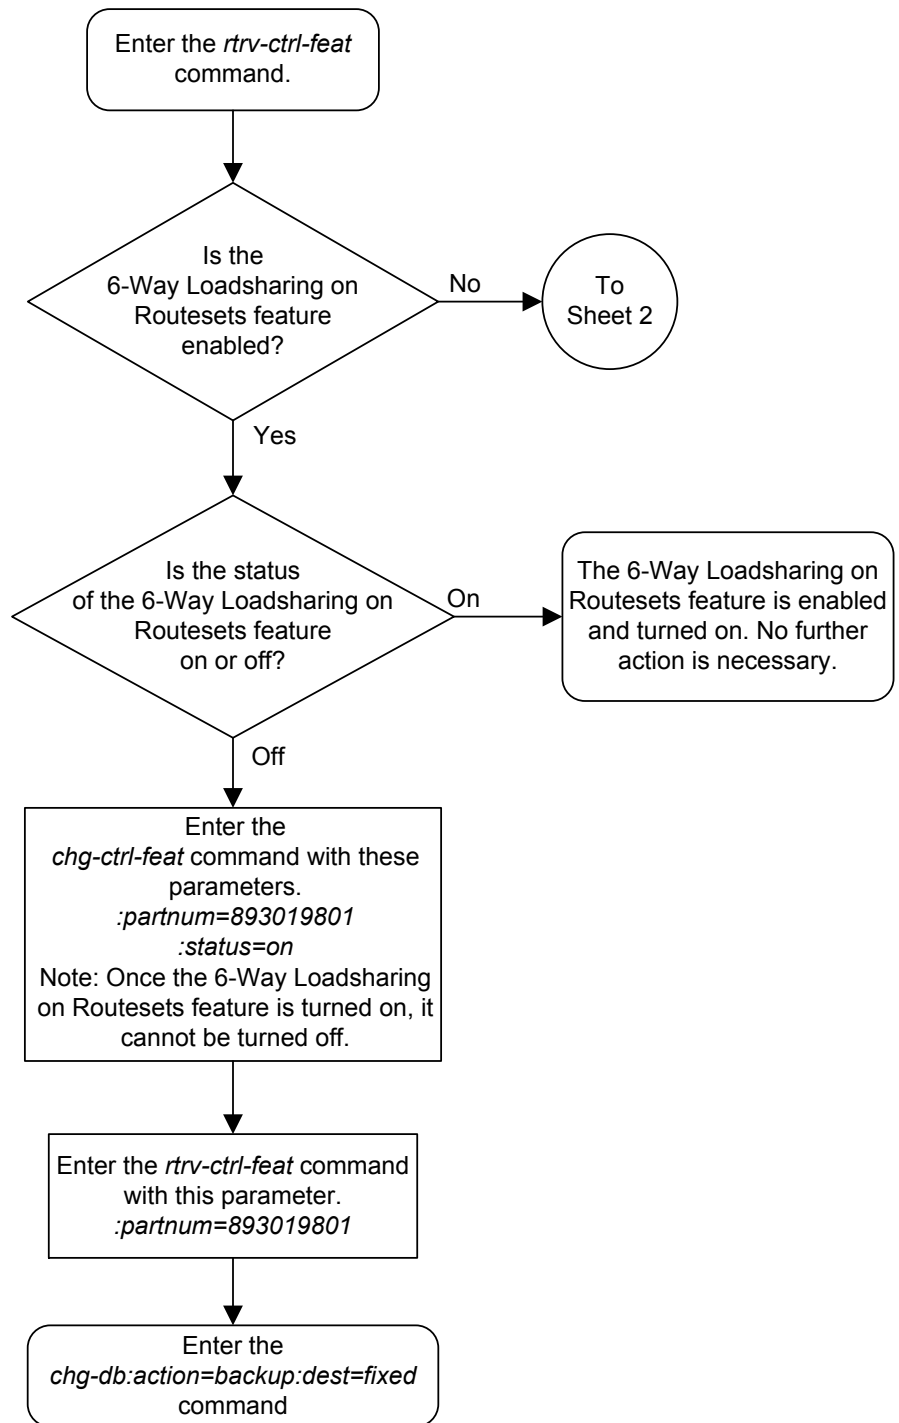 Enter the rtrv-ctrl-feat
command.
Is the
6-Way Loadsharing on
Routesets feature
enabled?
No
To
Sheet 2
Yes
Is the status
of the 6-Way Loadsharing on
Routesets feature
on or off?
On
The 6-Way Loadsharing on
Routesets feature is enabled
and turned on. No further
action is necessary.
Off
Enter the
chg-ctrl-feat command with these
parameters.
:partnum=893019801
:status=on
Note: Once the 6-Way Loadsharing
on Routesets feature is turned on, it
cannot be turned off.
Enter the rtrv-ctrl-feat command
with this parameter.
:partnum=893019801
Enter the
chg-db:action=backup:dest=fixed
command